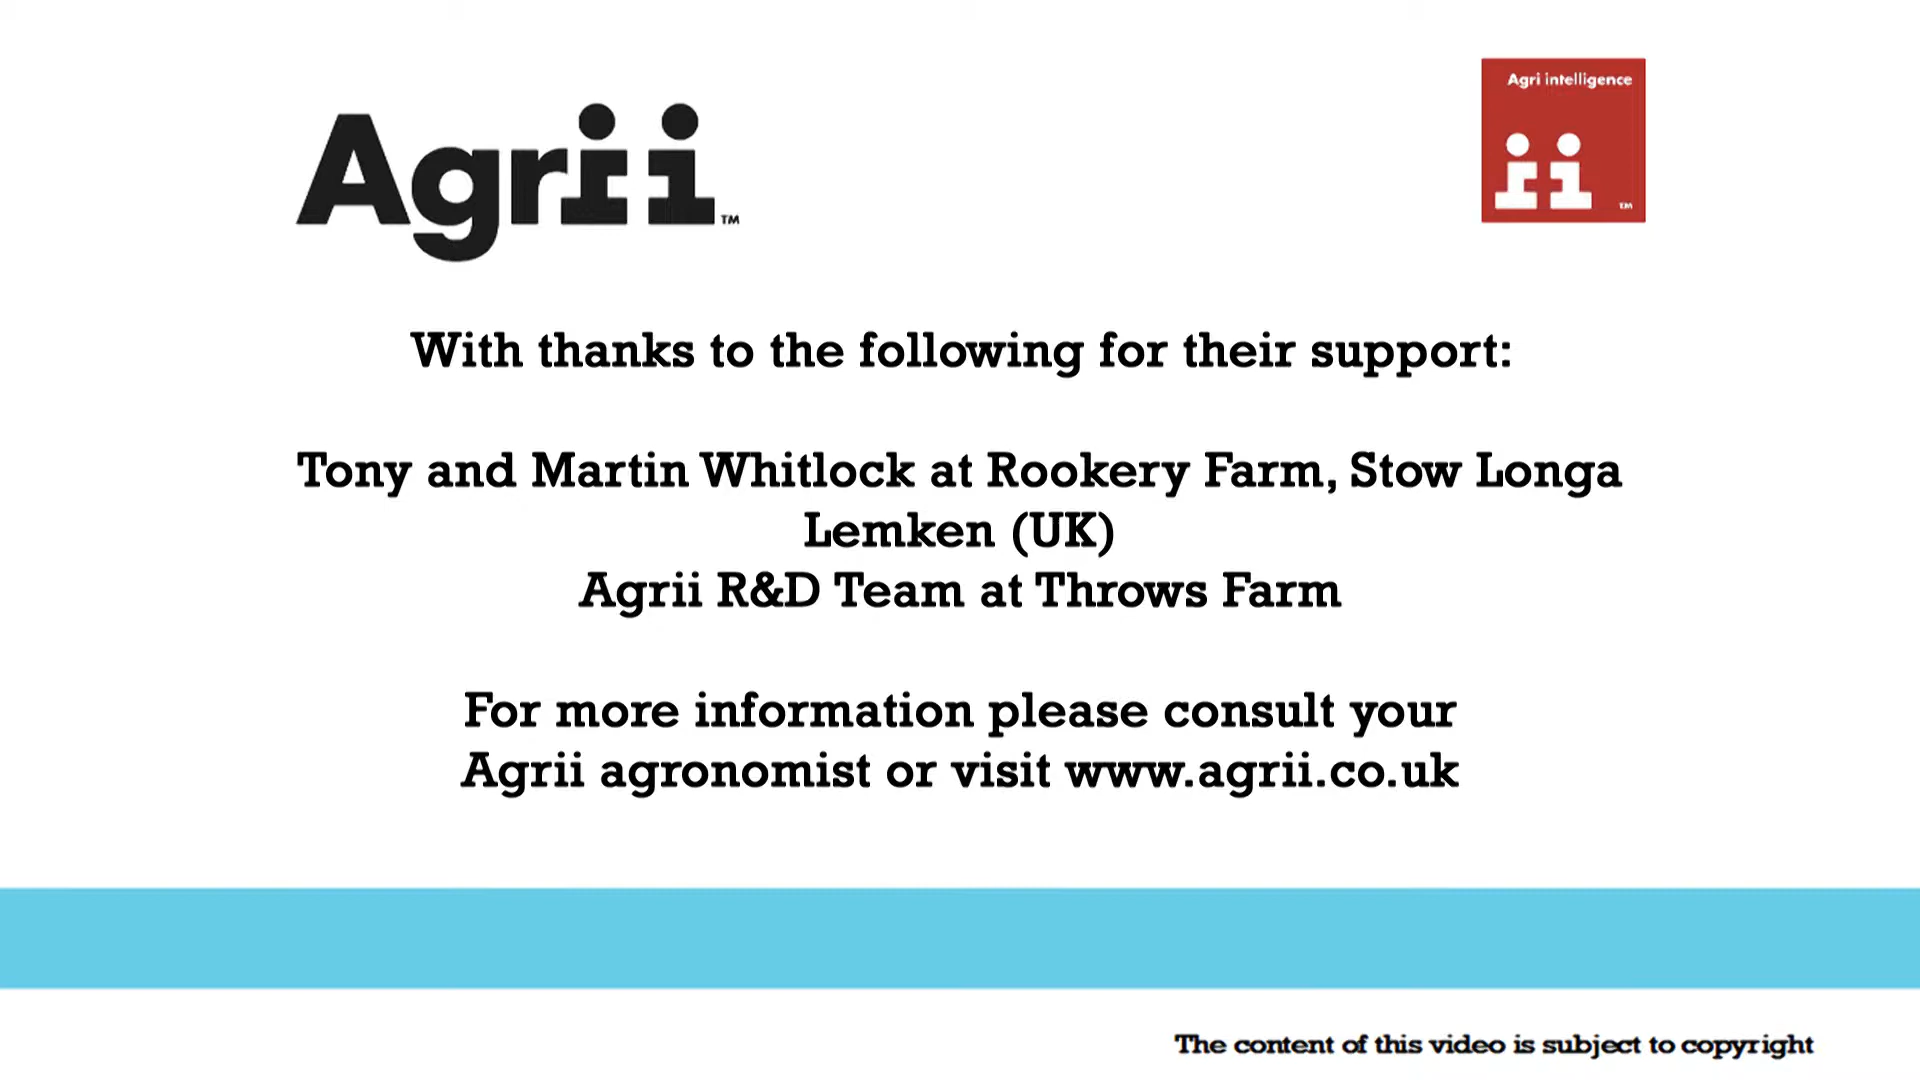 Agrii™
Agri intelligence
ii™
With thanks to the following for their support:
Tony and Martin Whitlock at Rookery Farm, Stow Longa
Lemken (UK)
Agrii R&D Team at Throws Farm
For more information please consult your
Agrii agronomist or visit www.agrii.co.uk
The content of this video is subject to copyright